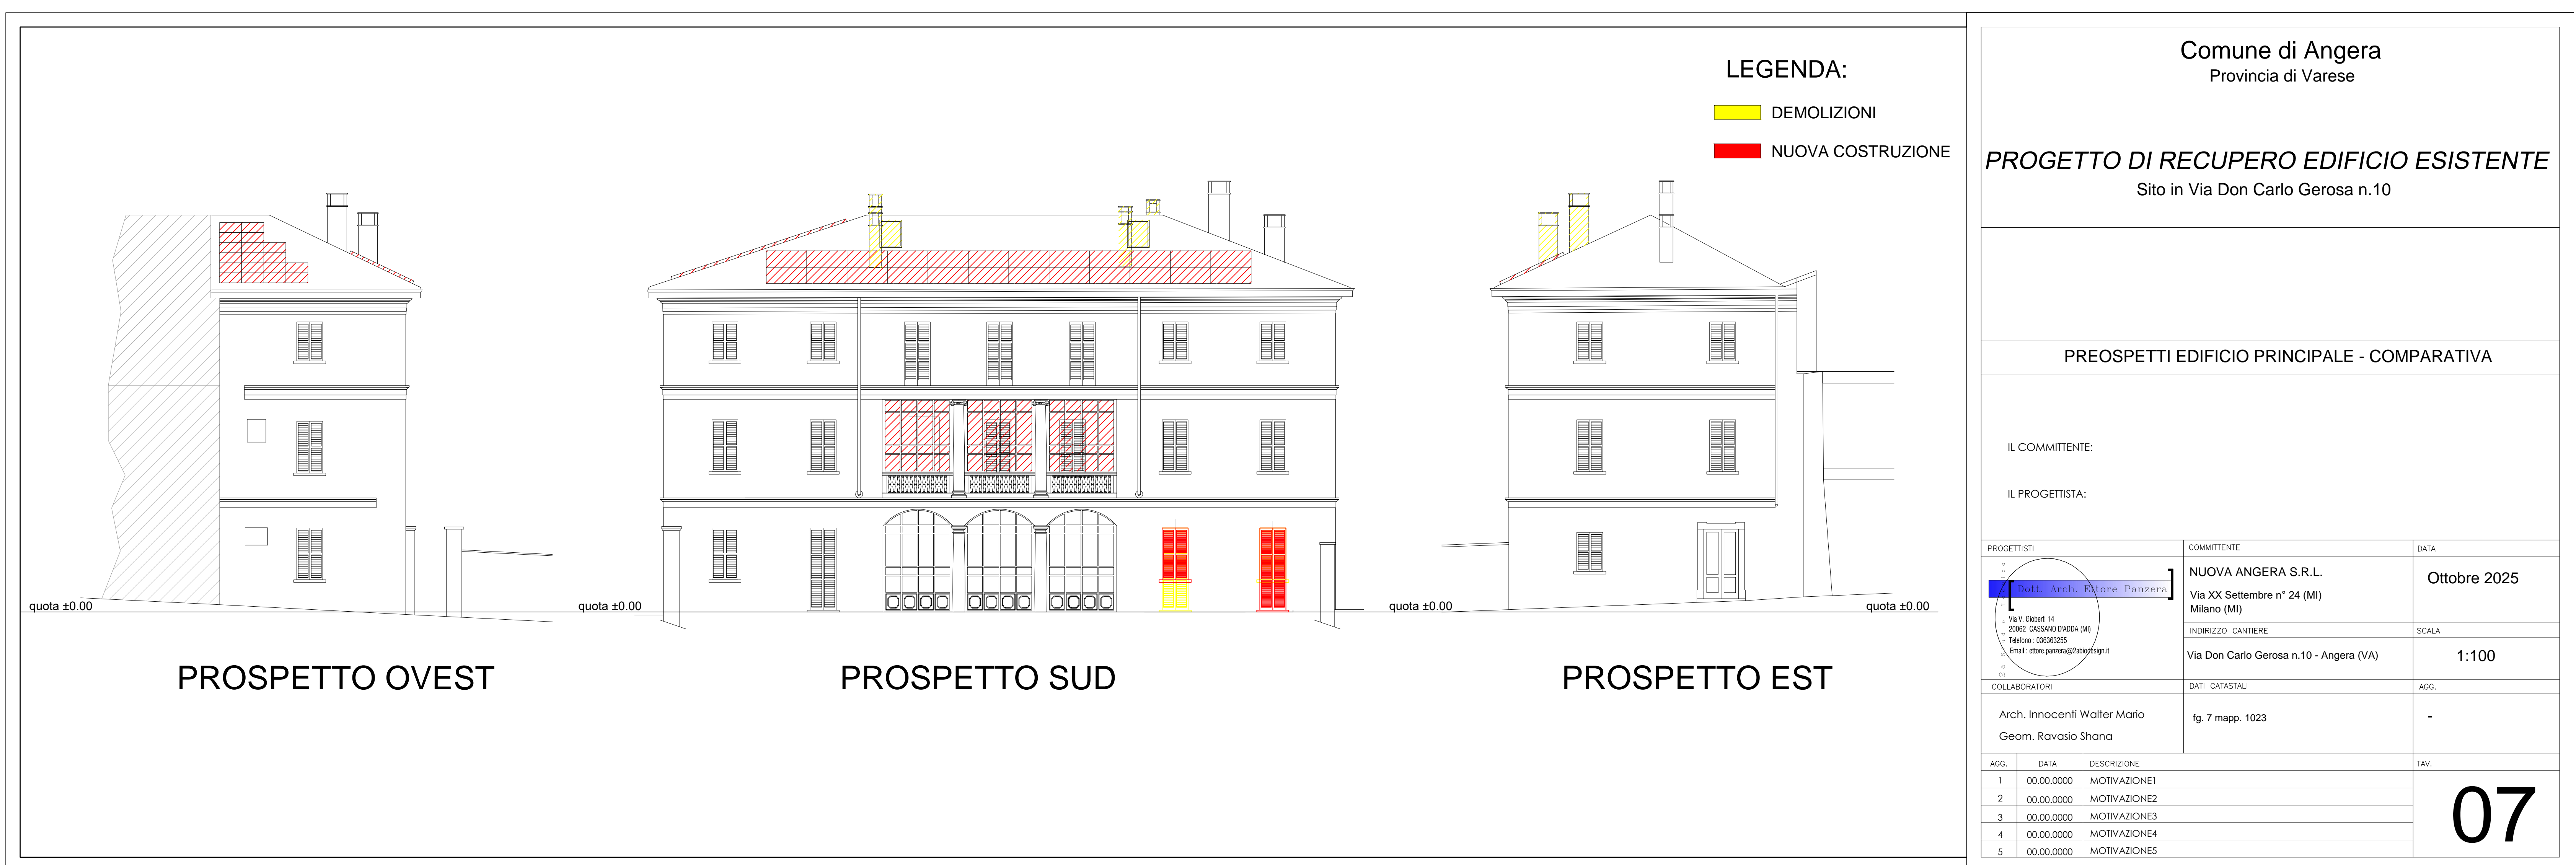 LEGENDA:
DEMOLIZIONI
NUOVA COSTRUZIONE
quota ±0.00
quota ±0.00
quota ±0.00
quota ±0.00
PROSPETTO OVEST
PROSPETTO SUD
PROSPETTO EST
Comune di Angera
Provincia di Varese
PROGETTO DI RECUPERO EDIFICIO ESISTENTE
Sito in Via Don Carlo Gerosa n.10
PREOSPETTI EDIFICIO PRINCIPALE - COMPARATIVA
IL COMMITTENTE:
IL PROGETTISTA:
PROGETTISTI
[Dott. Arch. Ettore Panzera]
Via V. Gioberti 14
20062 CASSANO D'ADDA (MI)
Telefono : 036363255
Email : ettore.panzera@2abiodesign.it
COMMITTENTE
NUOVA ANGERA S.R.L.
Via XX Settembre n° 24 (MI)
Milano (MI)
DATA
Ottobre 2025
INDIRIZZO CANTIERE
Via Don Carlo Gerosa n.10 - Angera (VA)
SCALA
1:100
COLLABORATORI
Arch. Innocenti Walter Mario
Geom. Ravasio Shana
DATI CATASTALI
fg. 7 mapp. 1023
AGG.
-
AGG. DATA DESCRIZIONE
1 00.00.0000 MOTIVAZIONE1
2 00.00.0000 MOTIVAZIONE2
3 00.00.0000 MOTIVAZIONE3
4 00.00.0000 MOTIVAZIONE4
5 00.00.0000 MOTIVAZIONE5
TAV.
07